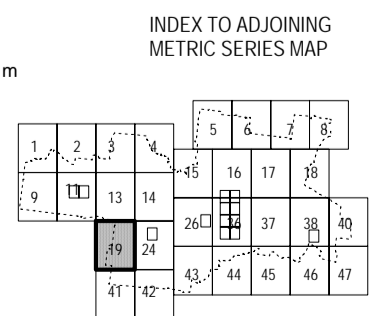 INDEX TO ADJOINING
METRIC SERIES MAP
m
5 6 7 8
1 2 3 4
15 16 17 18
9 11 13 14
26 36 37 38 40
19 24
43 44 45 46 47
41 42